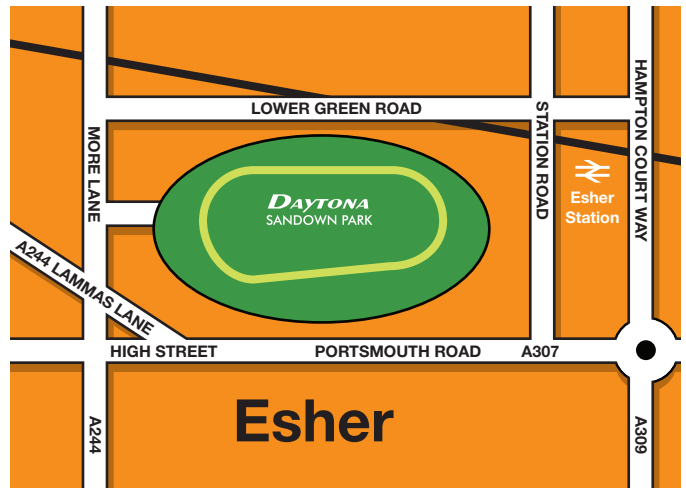 LOWER GREEN ROAD
MORE LANE
STATION ROAD
HAMPTON COURT WAY
DAYTONA
SANDOWN PARK
Esher
Station
A244 LAMMAS LANE
HIGH STREET
PORTSMOUTH ROAD
A307
A244
Esher
A309